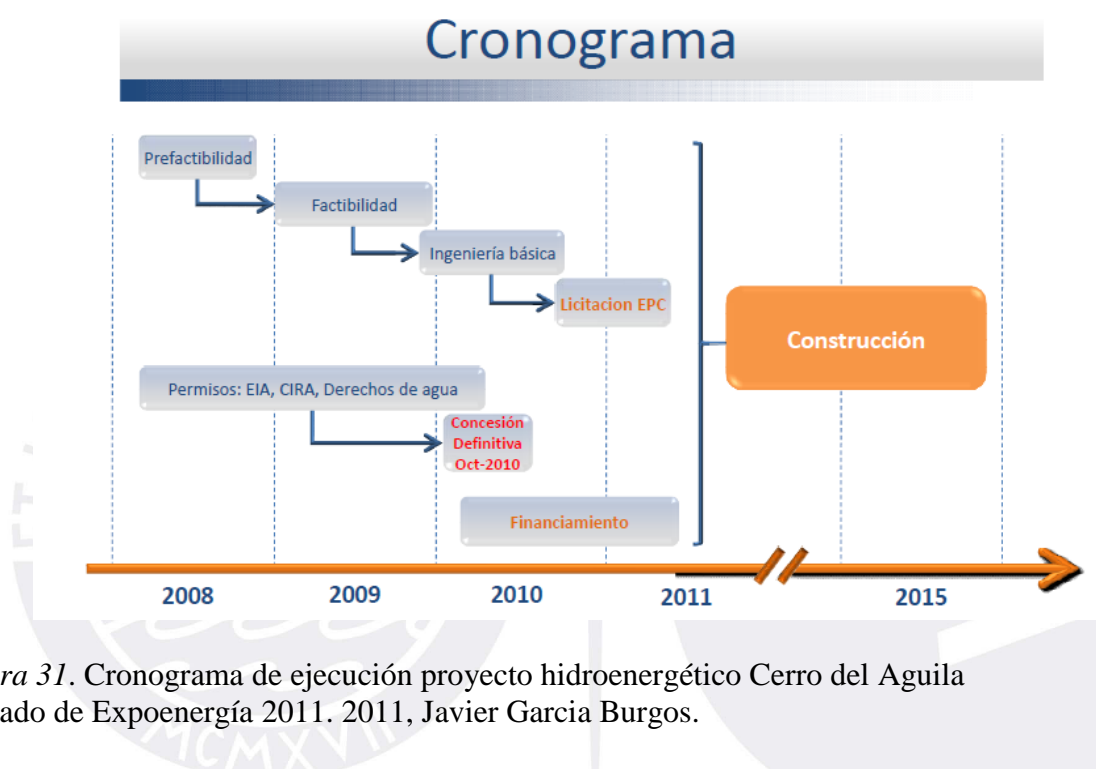 Cronograma
Prefactibilidad
Factibilidad
Ingeniería básica
Licitacion EPC
Construcción
Permisos: EIA, CIRA, Derechos de agua
Concesión
Definitiva
Oct-2010
Financiamiento
2008 2009 2010 2011 2015
ra 31. Cronograma de ejecución proyecto hidroenergético Cerro del Aguila
ado de Expoenergía 2011. 2011, Javier Garcia Burgos.
MCMXVII